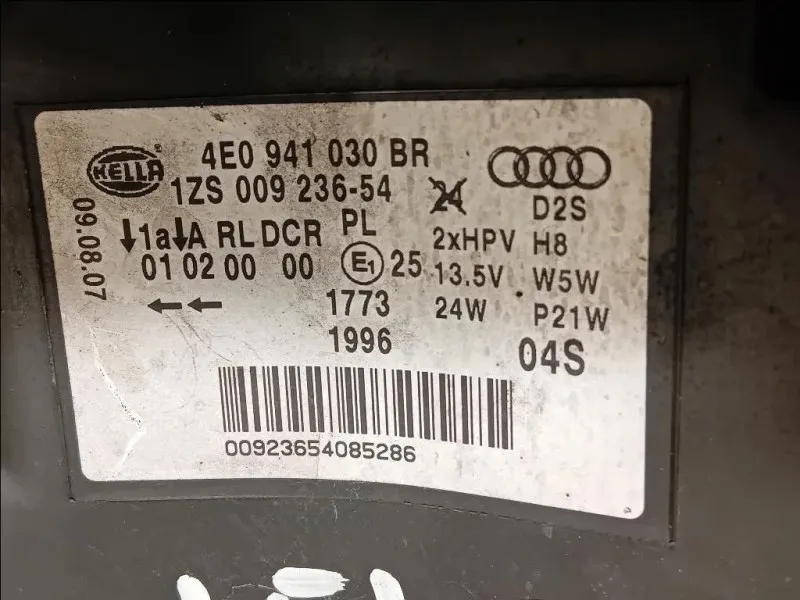 HELLA
4E0 941 030 BR
1ZS 009 236-54
24
D2S
09.08.07
↓1a↓A RL DCR PL
2xHPV H8
01 02 00 00 E1 25
13.5V W5W
←← 1773
24W P21W
1996
04S
00923654085286